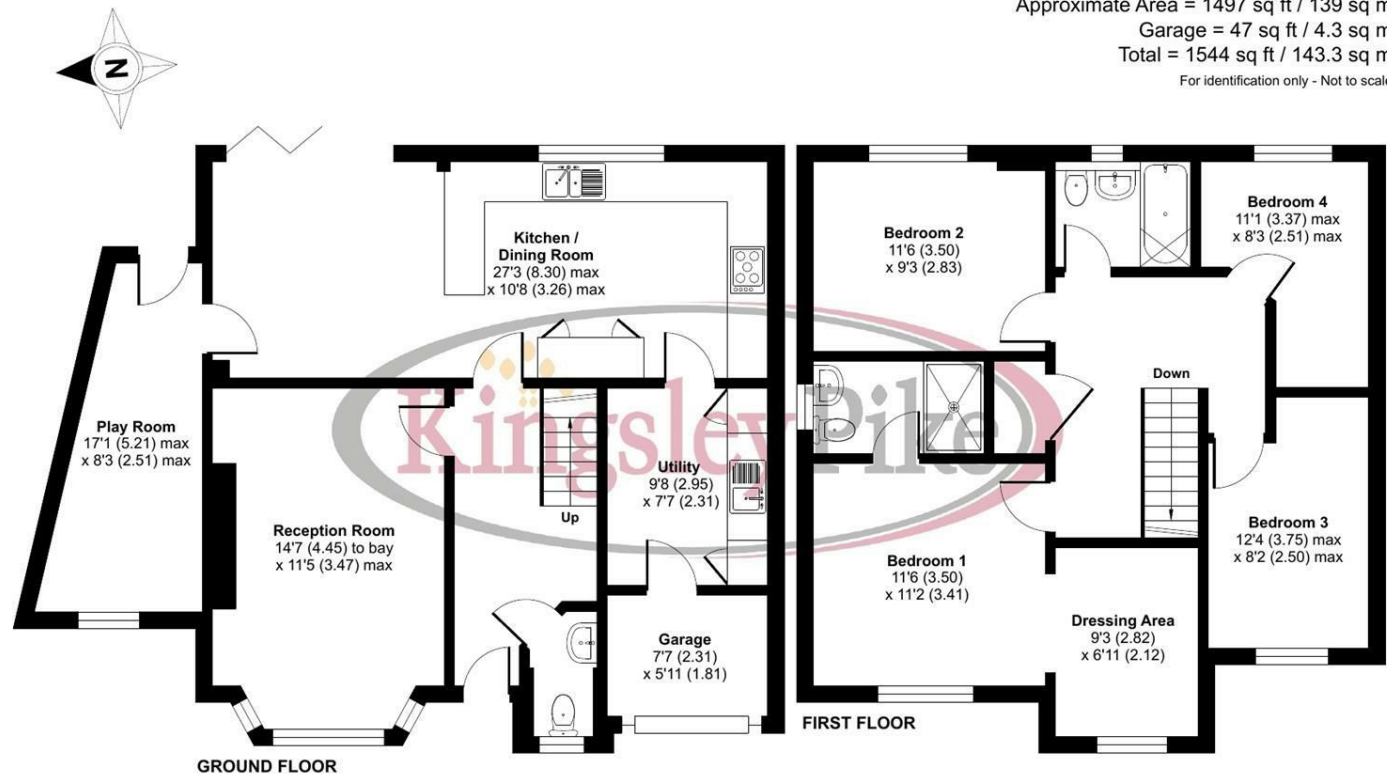 Approximate Area = 1497 sq ft / 139 sq m
Garage = 47 sq ft / 4.3 sq m
Total = 1544 sq ft / 143.3 sq m
For identification only - Not to scale
N
Kitchen /
Dining Room
27'3 (8.30) max
x 10'8 (3.26) max
Play Room
17'1 (5.21) max
x 8'3 (2.51) max
Reception Room
14'7 (4.45) to bay
x 11'5 (3.47) max
Up
Utility
9'8 (2.95)
x 7'7 (2.31)
Garage
7'7 (2.31)
x 5'11 (1.81)
GROUND FLOOR
Bedroom 2
11'6 (3.50)
x 9'3 (2.83)
Bedroom 4
11'1 (3.37) max
x 8'3 (2.51) max
Down
Bedroom 1
11'6 (3.50)
x 11'2 (3.41)
Bedroom 3
12'4 (3.75) max
x 8'2 (2.50) max
Dressing Area
9'3 (2.82)
x 6'11 (2.12)
FIRST FLOOR
KingsleyPike